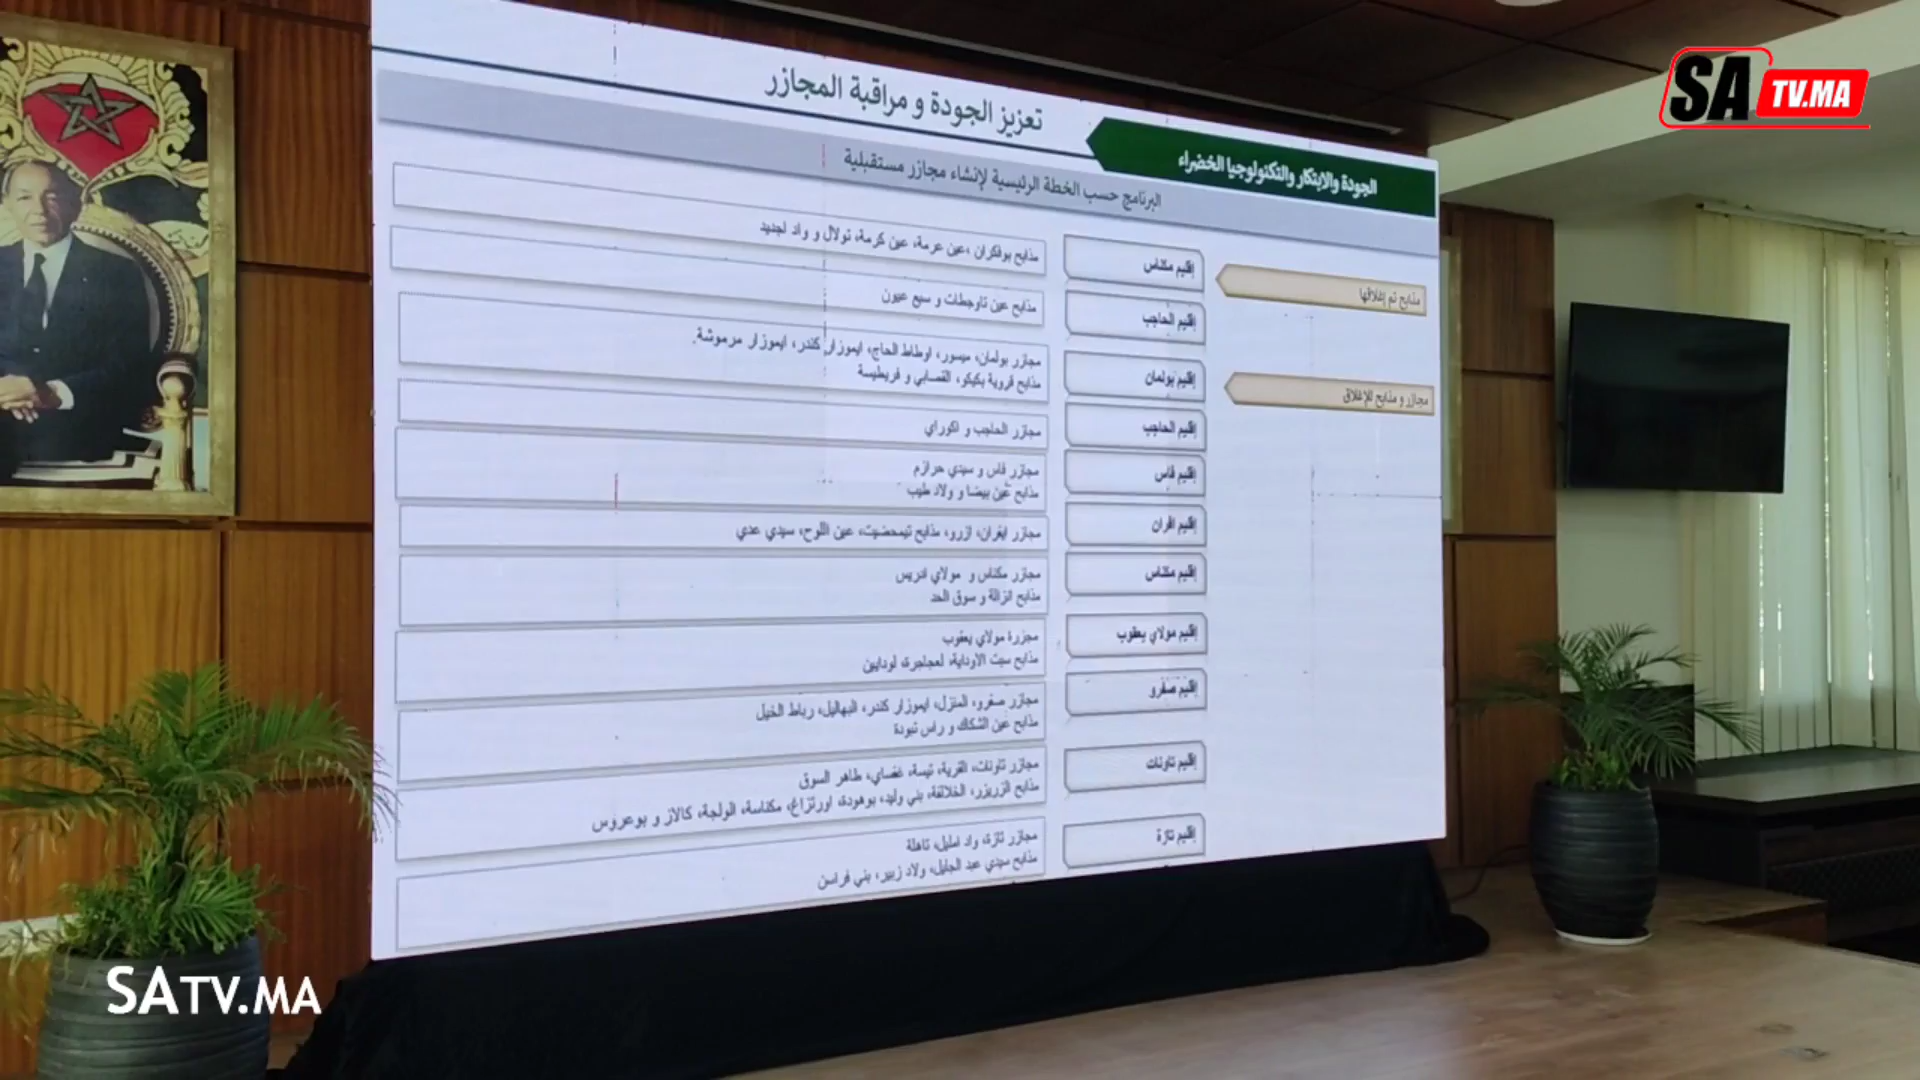 SA TV.MA
تعزيز الجودة و مراقبة المجازر
الجودة والابتكار والتكنولوجيا الخضراء
البرنامج حسب الخطة الرئيسية لإنشاء مجازر مستقبلية
مذابح تم إغلاقها
إقليم مكناس
مذابح بوفكران ،عين عرمة، عين كرمة، تولال و واد لجديد
إقليم الحاجب
مذابح عين تاوجطات و سبع عيون
مجازر و مذابح للإغلاق
إقليم بولمان
مجازر بولمان، ميسور، اوطاط الحاج، ايموزار كندر، ايموزار مرموشة.
مذابح قروية بكيكو، القصابي و فريطيسة
إقليم الحاجب
مجازر الحاجب و اكوراي
إقليم فاس
مجازر فاس و سيدي حرازم
مذابح عين بيضا و ولاد طيب
إقليم افران
مجازر ايفران، ازرو، مذابح تيمحضيت، عين اللوح، سيدي عدي
إقليم مكناس
مجازر مكناس و مولاي ادريس
مذابح انزالة و سوق الحد
إقليم مولاي يعقوب
مجزرة مولاي يعقوب
مذابح سبت الاوداية، لعجاجرة، لودايين
إقليم صفرو
مجازر صفرو، المنزل، ايموزار كندر، البهاليل، رباط الخيل
مذابح عين الشكاك و راس تبودة
إقليم تاونات
مجازر تاونات، القرية، تيسة، غفساي، طاهر السوق
مذابح الزريزر، الخلالفة، بني وليد، بوهودة، اورتزاغ، مكناسة، الولجة، كالاز و بوعروس
إقليم تازة
مجازر تازة، واد امليل، تاهلة
مذابح سيدي عبد الجليل، ولاد زبير، بني فراسن
SATV.MA